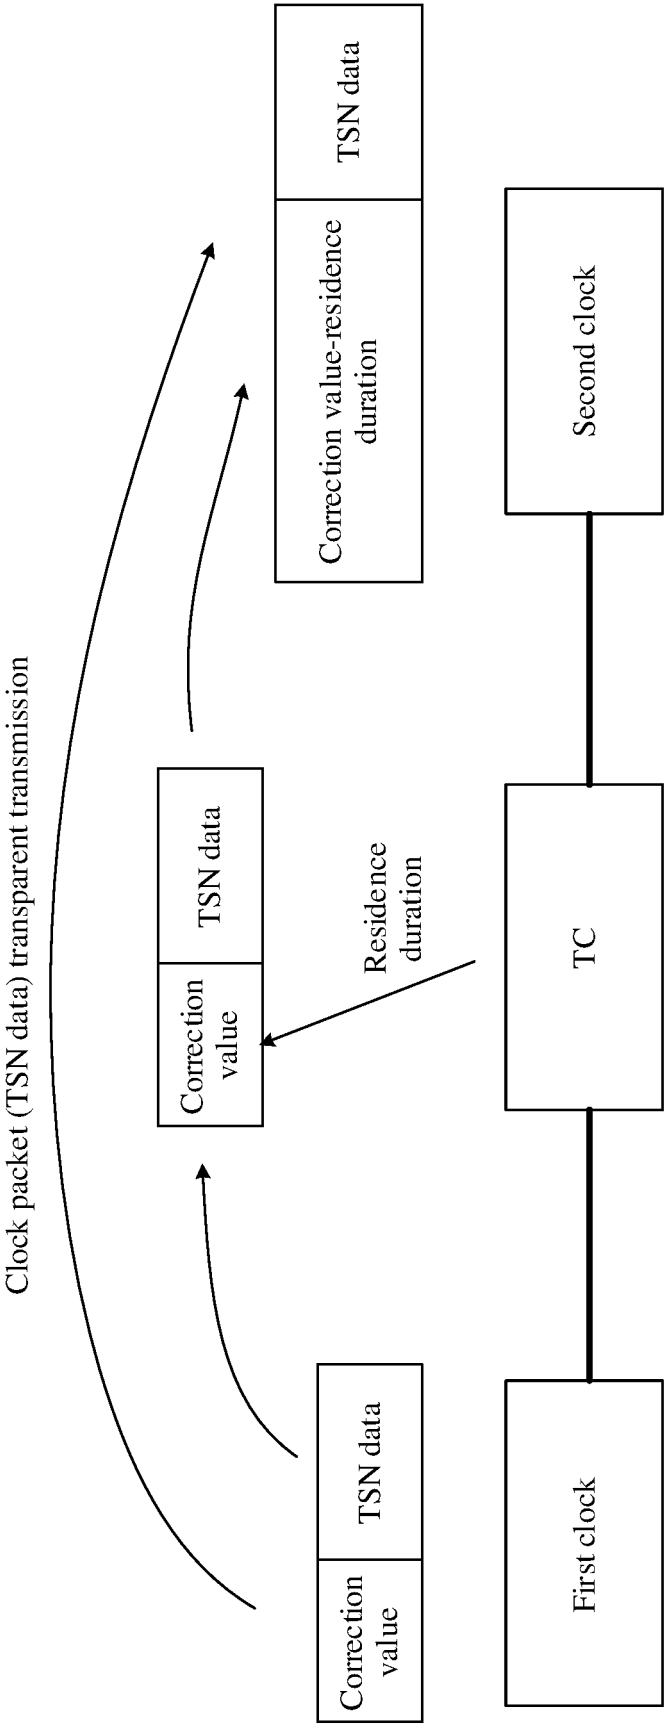 Clock packet (TSN data) transparent transmission
Correction
value
TSN data
Correction
value
TSN data
Correction value-residence
duration
TSN data
Residence
duration
First clock
TC
Second clock